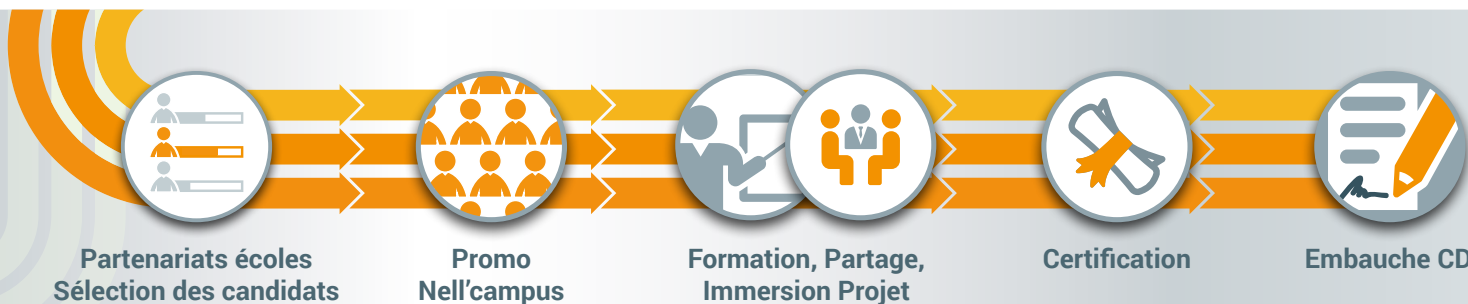 Partenariats écoles
Sélection des candidats
Promo
Nell'campus
Formation, Partage,
Immersion Projet
Certification
Embauche CD